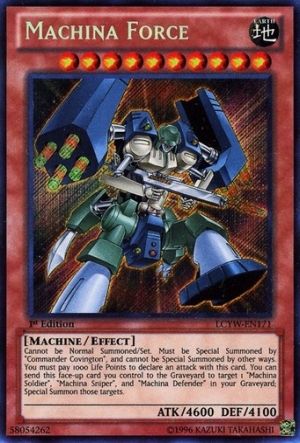 MACHINA FORCE
EARTH
地
1st Edition
LCYW-EN171
[MACHINE/EFFECT]
Cannot be Normal Summoned/Set. Must be Special Summoned by
"Commander Covington", and cannot be Special Summoned by other ways.
You must pay 1000 Life Points to declare an attack with this card. You can
send this face-up card you control to the Graveyard to target 1 "Machina
Soldier", "Machina Sniper", and "Machina Defender" in your Graveyard;
Special Summon those targets.
ATK/4600 DEF/4100
58054262
©1996 KAZUKI TAKAHASHI